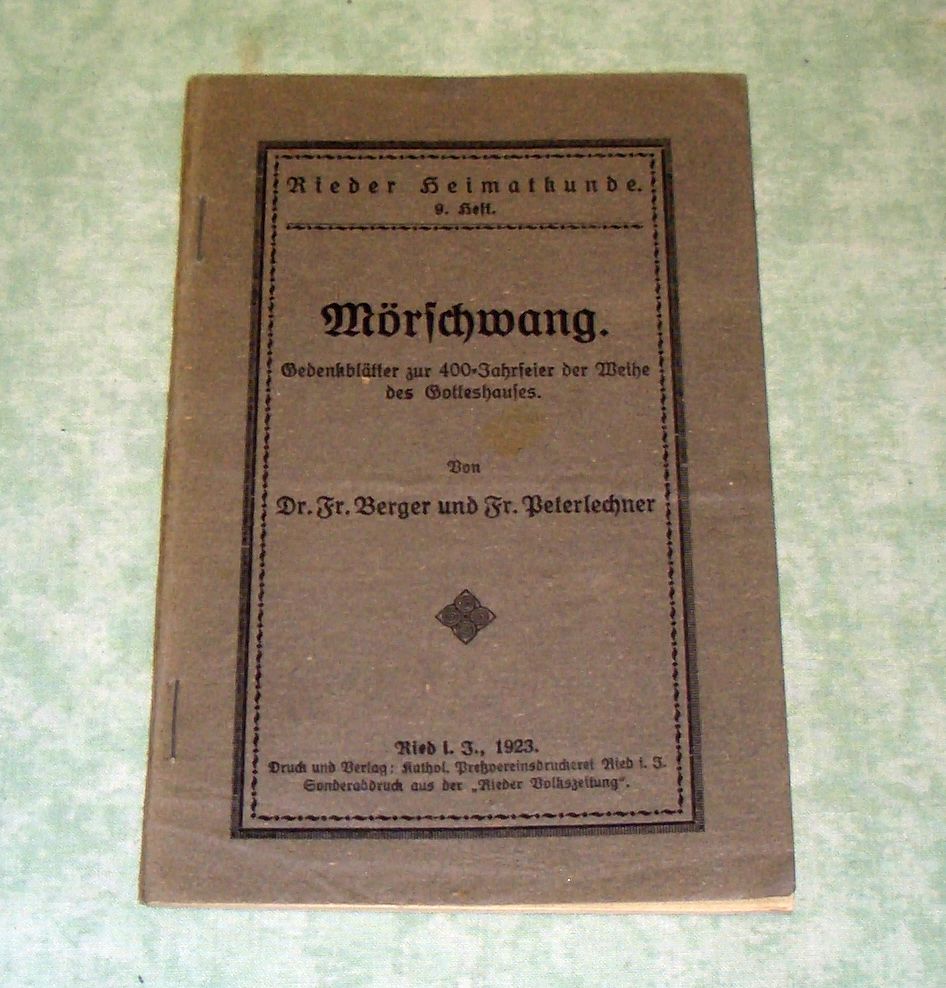 Rieder Heimatkunde.
9. Heft.
Mörschwang.
Gedenkblätter zur 400-Jahrfeier der Weihe
des Gotteshauses.
Von
Dr. Fr. Berger und Fr. Peterlechner
Ried i. I., 1923.
Druck und Verlag: Kathol. Preßvereinsdruckerei Ried i. I.
Sonderabdruck aus der „Rieder Volkszeitung“.